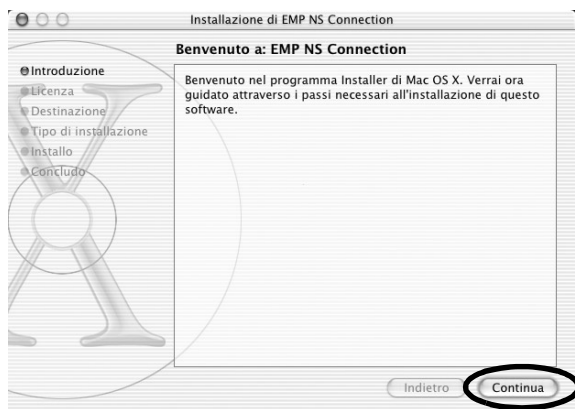 Installazione di EMP NS Connection
Benvenuto a: EMP NS Connection
Introduzione
Licenza
Destinazione
Tipo di installazione
Installo
Concludo
Benvenuto nel programma Installer di Mac OS X. Verrai ora
guidato attraverso i passi necessari all'installazione di questo
software.
Indietro
Continua